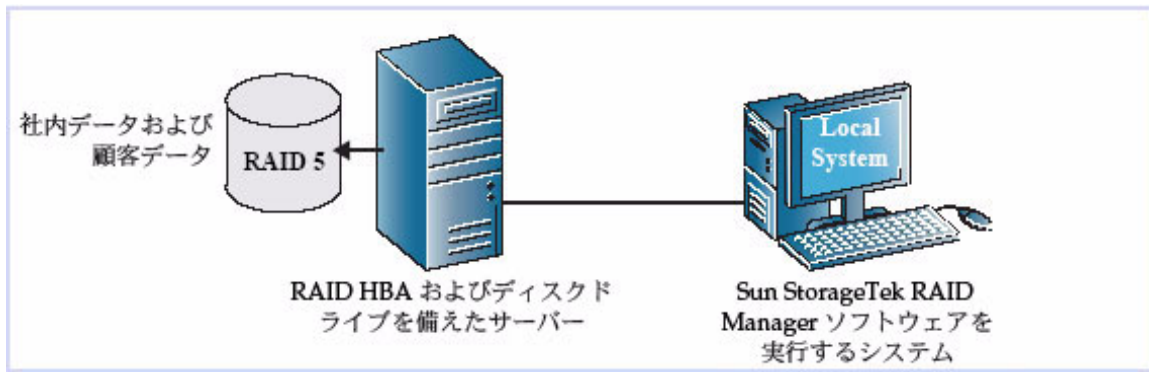 社内データおよび
顧客データ
RAID 5
Local
System
RAID HBA およびディスクド
ライブを備えたサーバー
Sun StorageTek RAID
Manager ソフトウェアを
実行するシステム